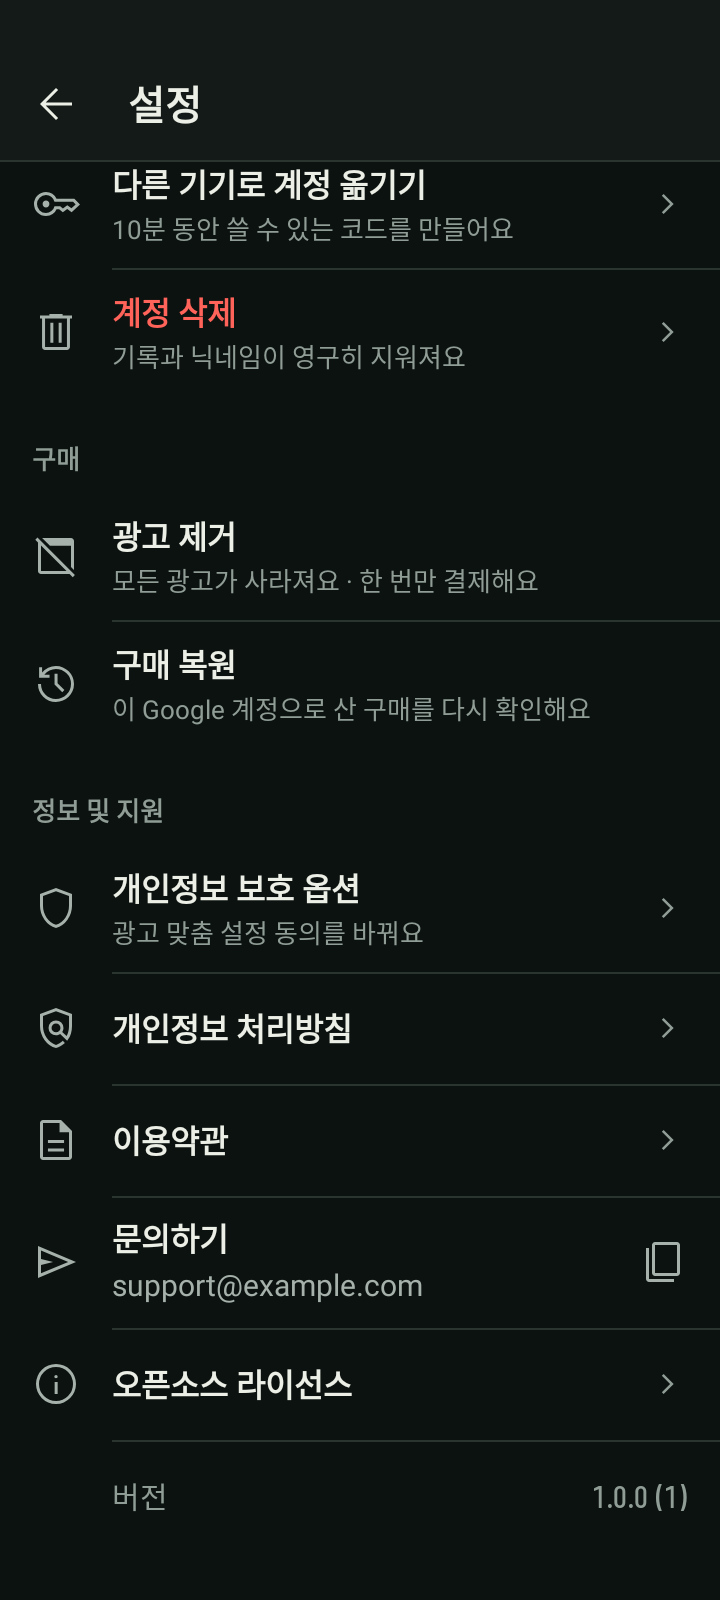 설정
다른 기기로 계정 옮기기
10분 동안 쓸 수 있는 코드를 만들어요
계정 삭제
기록과 닉네임이 영구히 지워져요
구매
광고 제거
모든 광고가 사라져요 · 한 번만 결제해요
구매 복원
이 Google 계정으로 산 구매를 다시 확인해요
정보 및 지원
개인정보 보호 옵션
광고 맞춤 설정 동의를 바꿔요
개인정보 처리방침
이용약관
문의하기
support@example.com
오픈소스 라이선스
버전 1.0.0 (1)